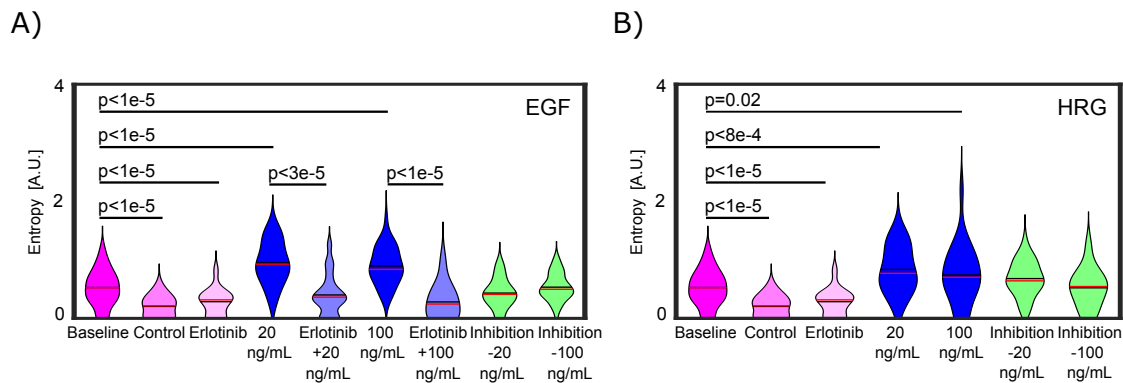 A)
B)
4
EGF
p<1e-5
p<1e-5
p<1e-5
p<3e-5
p<1e-5
p<1e-5
2
0
Entropy [A.U.]
Baseline
Control
Erlotinib
20
ng/mL
Erlotinib
+20
ng/mL
100
ng/mL
Erlotinib
+100
ng/mL
Inhibition
-20
ng/mL
Inhibition
-100
ng/mL
4
HRG
p=0.02
p<8e-4
p<1e-5
p<1e-5
2
0
Entropy [A.U.]
Baseline
Control
Erlotinib
20
ng/mL
100
ng/mL
Inhibition
-20
ng/mL
Inhibition
-100
ng/mL